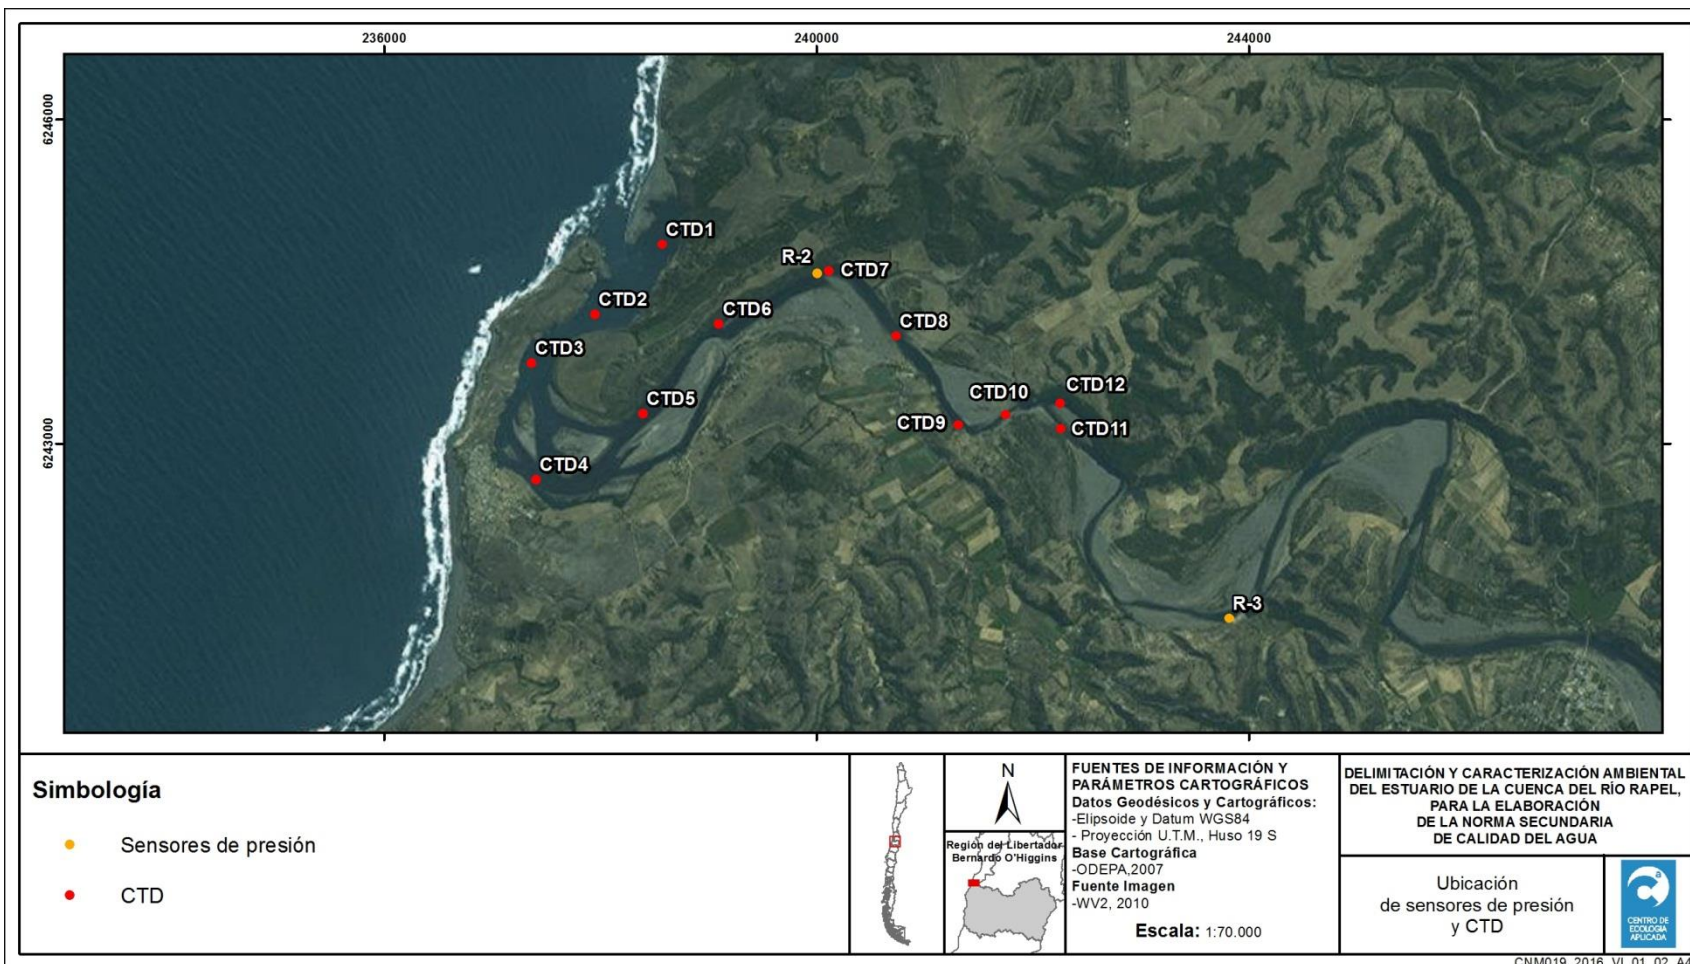 236000
240000
244000
6246000
6243000
CTD1
R-2
CTD7
CTD2
CTD6
CTD8
CTD3
CTD12
CTD10
CTD5
CTD9
CTD11
CTD4
R-3
Simbología
Sensores de presión
CTD
N
Región del Libertador
Bernardo O'Higgins
FUENTES DE INFORMACIÓN Y
PARÁMETROS CARTOGRÁFICOS
Datos Geodésicos y Cartográficos:
-Elipsoide y Datum WGS84
- Proyección U.T.M., Huso 19 S
Base Cartográfica
-ODEPA,2007
Fuente Imagen
-WV2, 2010
Escala: 1:70.000
DELIMITACIÓN Y CARACTERIZACIÓN AMBIENTAL
DEL ESTUARIO DE LA CUENCA DEL RÍO RAPEL,
PARA LA ELABORACIÓN
DE LA NORMA SECUNDARIA
DE CALIDAD DEL AGUA
Ubicación
de sensores de presión
y CTD
a
CENTRO DE
ECOLOGIA
APLICADA
CNM019_2016_VI_01_02_A4